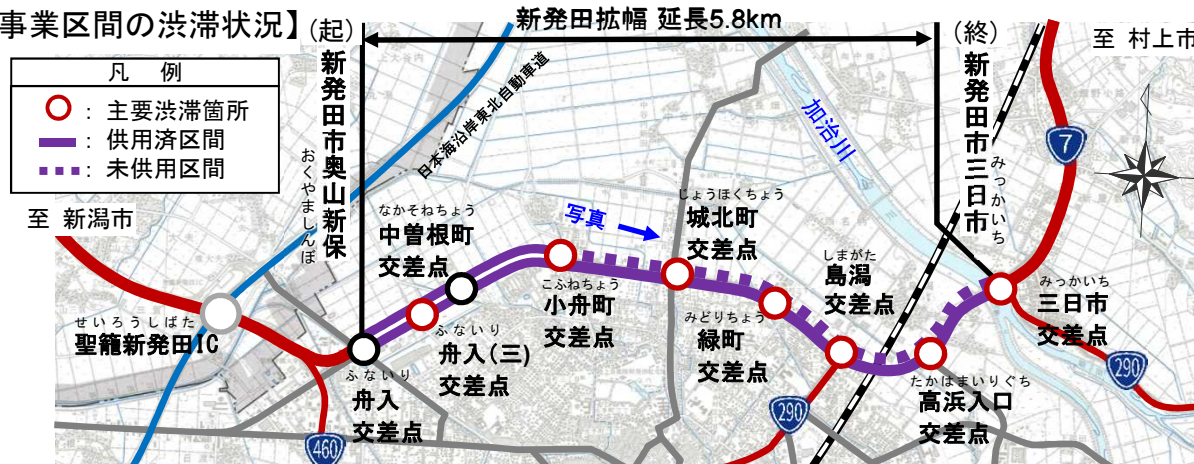 事業区間の渋滞状況】
(起)
新発田市奥山新保
おくやましんぼ
新発田拡幅 延長5.8km
(終)
新発田市三日市
みっかいち
至 村上市
凡 例
：主要渋滞箇所
：供用済区間
：未供用区間
至 新潟市
日本海沿岸東北自動車道
加治川
7
写真
せいろうしばた
聖籠新発田IC
ふないり
舟入
交差点
ふないり
舟入(三)
交差点
なかそねちょう
中曽根町
交差点
こふねちょう
小舟町
交差点
じょうほくちょう
城北町
交差点
みどりちょう
緑町
交差点
しまがた
島潟
交差点
たかはまいりぐち
高浜入口
交差点
みっかいち
三日市
交差点
460
290
290